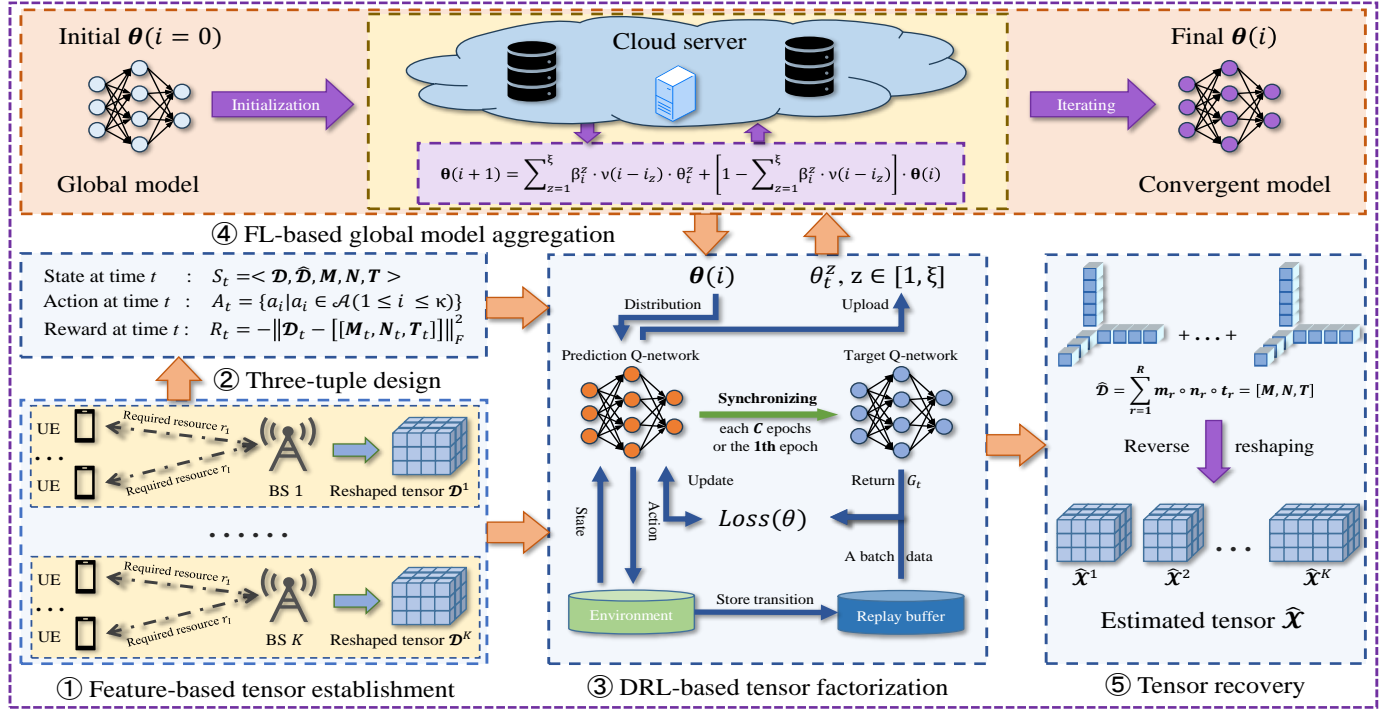 Initial 𝜽(i = 0)
Initialization
Global model
Cloud server
𝛉(i + 1) = ∑_{z=1}^{ξ} β_i^z · ν(i − i_z) · θ_t^z + [1 − ∑_{z=1}^{ξ} β_i^z · ν(i − i_z)] · 𝛉(i)
Iterating
Final 𝜽(i)
Convergent model
④ FL-based global model aggregation
State at time t : S_t =< 𝓓, 𝓓̂, M, N, T >
Action at time t : A_t = {a_i|a_i ∈ 𝒜(1 ≤ i ≤ κ)}
Reward at time t : R_t = −‖𝓓_t − [[M_t, N_t, T_t]]‖_F^2
② Three-tuple design
UE
...
UE
Required resource r_1
Required resource r_1
BS 1
Reshaped tensor 𝓓^1
......
UE
...
UE
Required resource r_1
Required resource r_1
BS K
Reshaped tensor 𝓓^K
① Feature-based tensor establishment
𝜽(i)
θ_t^z, z ∈ [1, ξ]
Distribution
Upload
Prediction Q-network
Target Q-network
Synchronizing
each C epochs
or the 1th epoch
Update
Return G_t
State
Action
Loss(θ)
A batch data
Environment
Store transition
Replay buffer
③ DRL-based tensor factorization
+ ... +
𝓓̂ = ∑_{r=1}^{R} m_r ∘ n_r ∘ t_r = [M, N, T]
Reverse reshaping
...
𝓧̂^1 𝓧̂^2 𝓧̂^K
Estimated tensor 𝓧̂
⑤ Tensor recovery